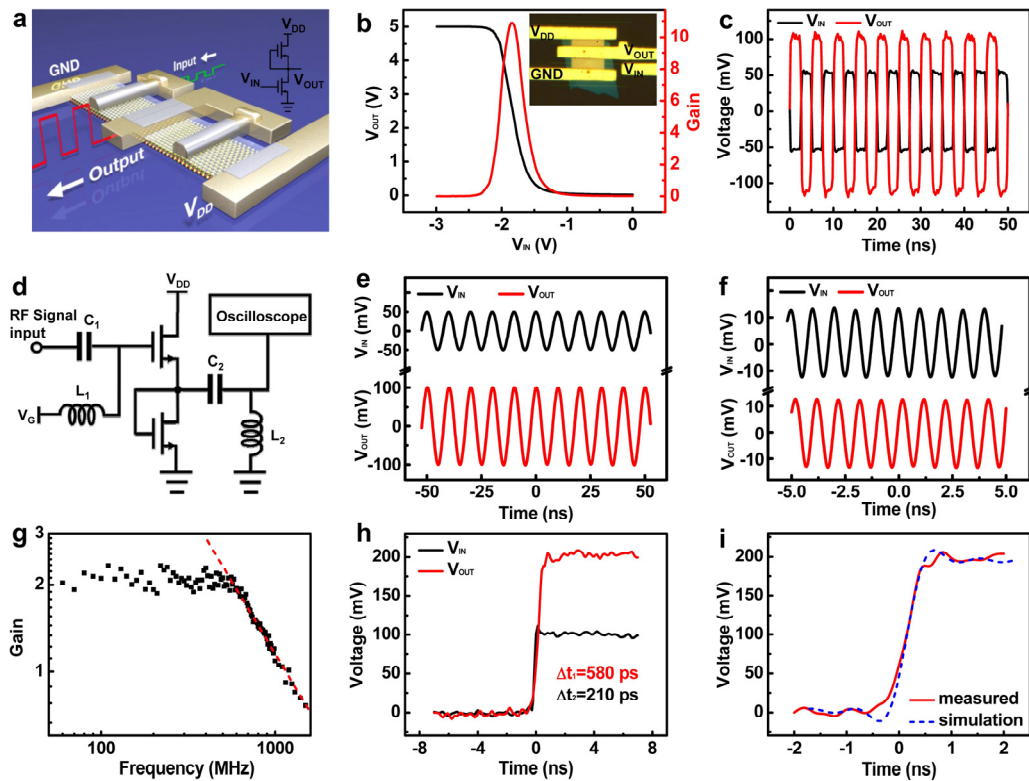 a
GND
GND
Input
V_DD
V_IN
V_OUT
Output
Output
V_DD
b
V_DD
V_OUT
GND
V_IN
5
4
3
2
1
0
V_OUT (V)
10
8
6
4
2
0
Gain
-3 -2 -1 0
V_IN (V)
c
V_IN V_OUT
100
50
0
-50
-100
Voltage (mV)
0 10 20 30 40 50
Time (ns)
d
V_DD
RF Signal
input
C_1
Oscilloscope
C_2
L_1
V_G
L_2
e
V_IN V_OUT
50
0
-50
V_IN (mV)
100
0
-100
V_OUT (mV)
-50 -25 0 25 50
Time (ns)
f
V_IN V_OUT
10
0
-10
V_IN (mV)
10
0
-10
V_OUT (mV)
-5.0 -2.5 0.0 2.5 5.0
Time (ns)
g
3
2
1
Gain
100 1000
Frequency (MHz)
h
V_IN
V_OUT
200
150
100
50
0
Voltage (mV)
Δt₁=580 ps
Δt₂=210 ps
-8 -4 0 4 8
Time (ns)
i
200
150
100
50
0
Voltage (mV)
measured
simulation
-2 -1 0 1 2
Time (ns)